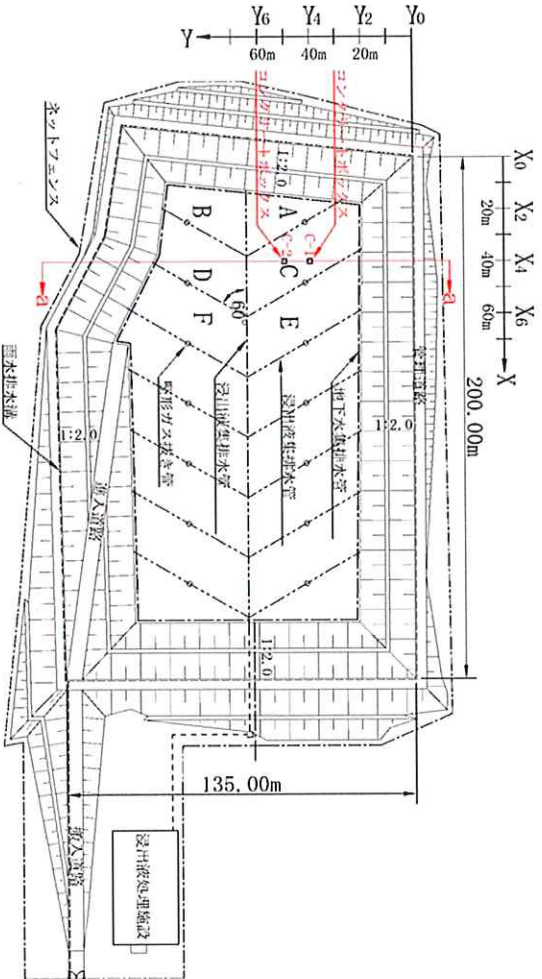 Y6
Y4
Y2
Y0
Y
60m
40m
20m
コンクリートボックス
コンクリートボックス
X0
X2
X4
X6
X
20m
40m
60m
200.00m
135.00m
ネットフェンス
1:2.0
管理道路
1:2.0
A
B
C-1
C-2
C
D
E
F
60°
a
a
地下水集排水管
浸出液集排水管
浸出液集排水管
竪形ガス抜き管
1:2.0
搬入道路
1:2.0
雨水排水溝
搬入道路
浸出液処理施設